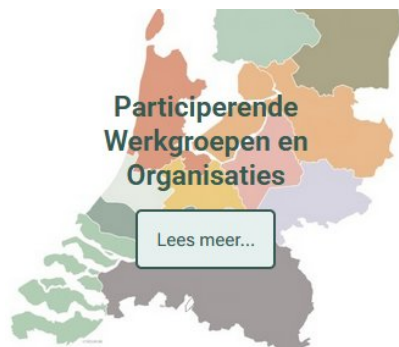 Participerende
Werkgroepen en
Organisaties
Lees meer...